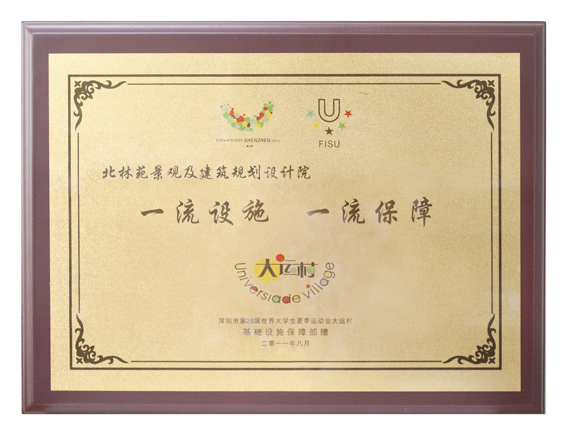 UNIVERSIADE SHENZHEN 2011
U
FISU
北林苑景观及建筑规划设计院
一流设施 一流保障
大运村
Universiade village
深圳市第26届世界大学生夏季运动会大运村
基础设施保障部赠
二零一一年八月